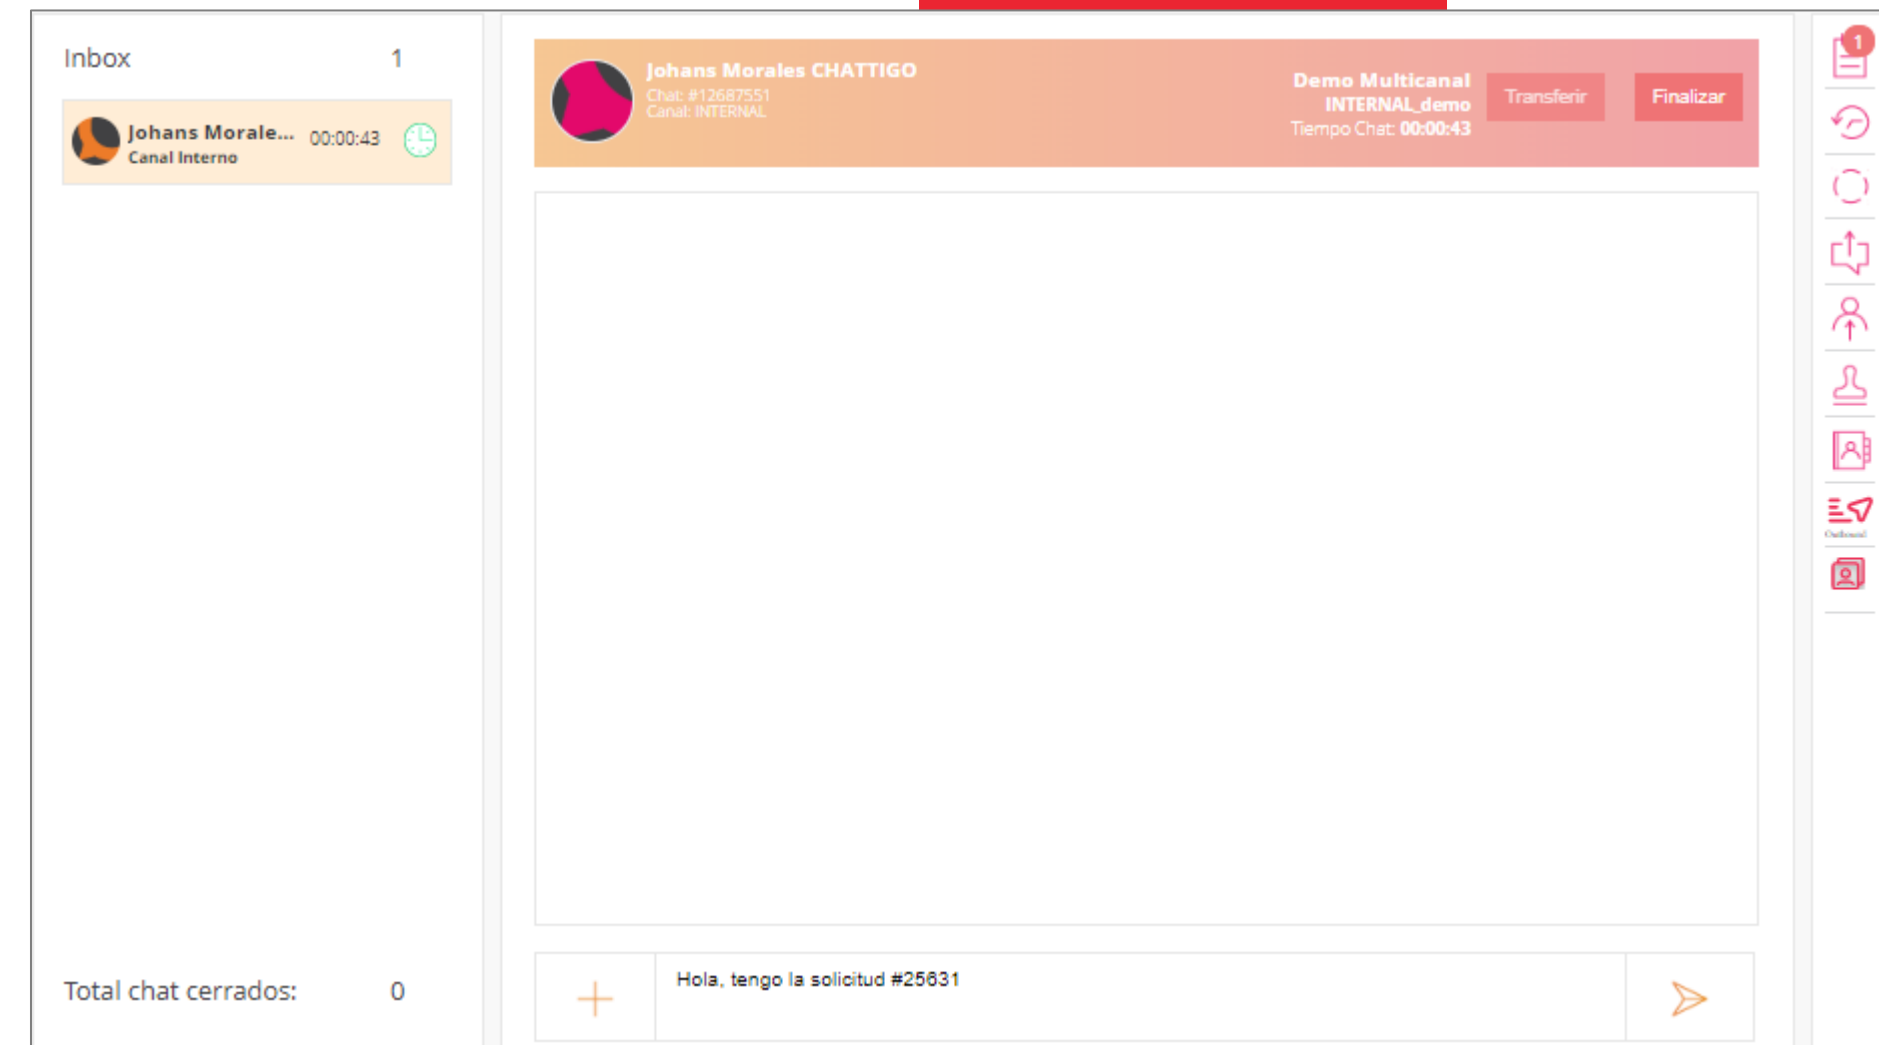 Inbox 1
Johans Morale... 00:00:43
Canal Interno
Total chat cerrados: 0
Johans Morales CHATTIGO
Chat: #12687551
Canal: INTERNAL
Demo Multicanal
INTERNAL_demo
Tiempo Chat: 00:00:43
Transferir
Finalizar
Hola, tengo la solicitud #25631
1
Outbound